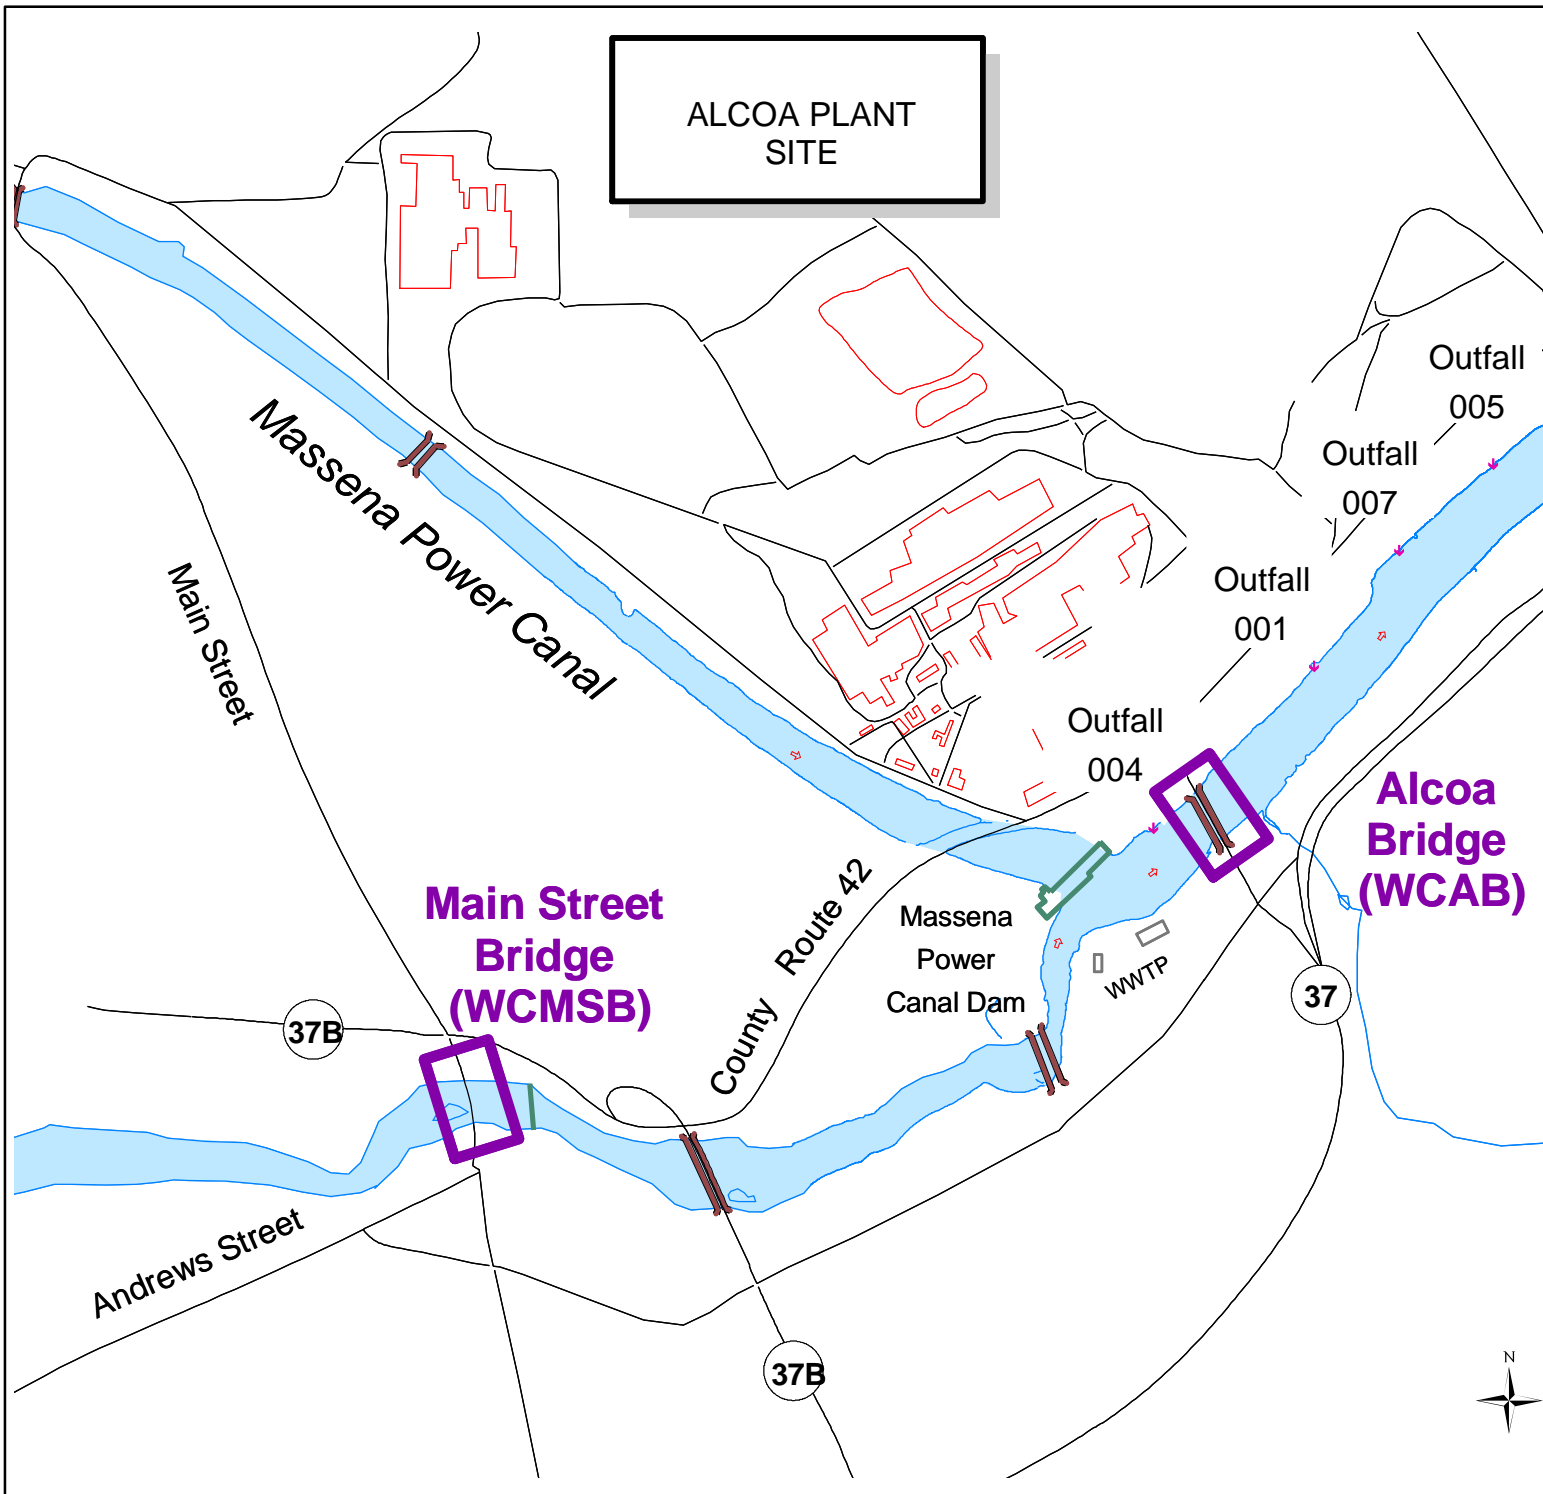 ALCOA PLANT
SITE
Outfall
005
Outfall
007
Massena Power Canal
Main Street
Outfall
001
Outfall
004
Alcoa
Bridge
(WCAB)
Main Street
Bridge
(WCMSB)
County Route 42
Massena
Power
Canal Dam
WWTP
37
37B
Andrews Street
37B
N